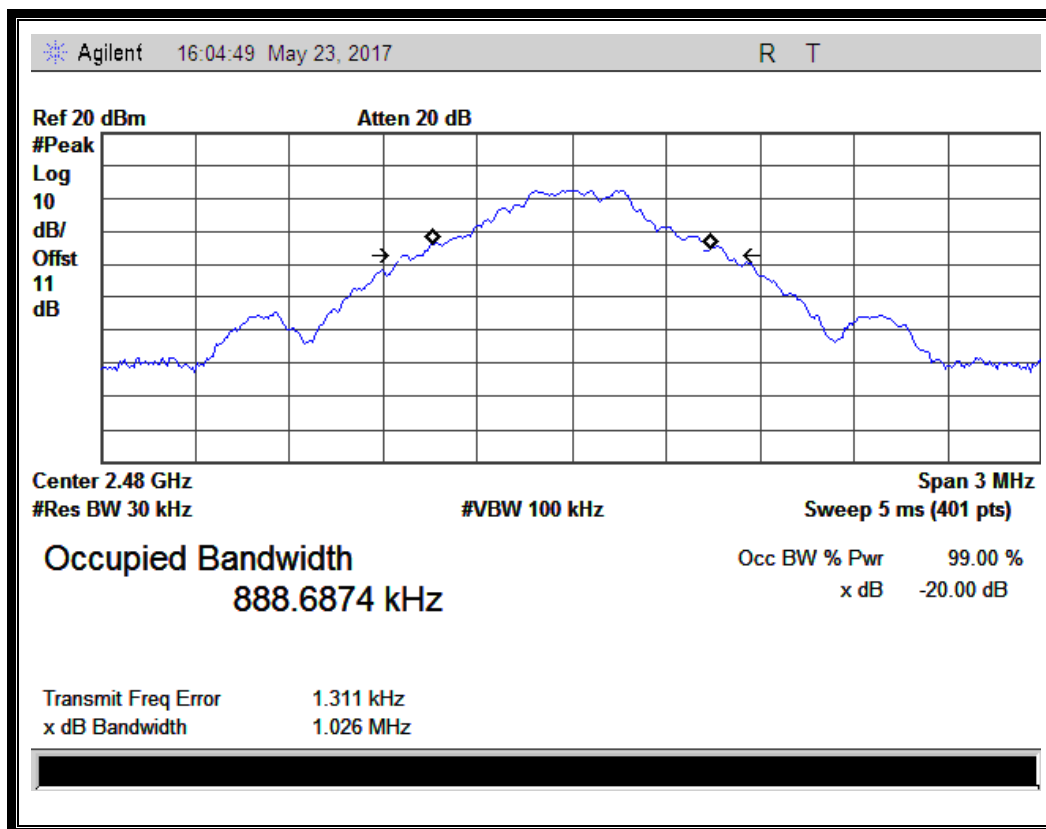 Agilent 16:04:49 May 23, 2017 R T
Ref 20 dBm Atten 20 dB
#Peak
Log
10
dB/
Offst
11
dB
Center 2.48 GHz Span 3 MHz
#Res BW 30 kHz #VBW 100 kHz Sweep 5 ms (401 pts)
Occupied Bandwidth Occ BW % Pwr 99.00 %
888.6874 kHz x dB -20.00 dB
Transmit Freq Error 1.311 kHz
x dB Bandwidth 1.026 MHz